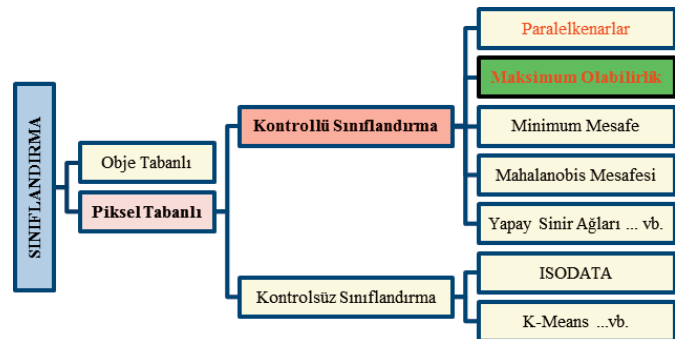 SINIFLANDIRMA
Obje Tabanlı
Piksel Tabanlı
Kontrollü Sınıflandırma
Kontrolsüz Sınıflandırma
Paralelkenarlar
Maksimum Olabilirlik
Minimum Mesafe
Mahalanobis Mesafesi
Yapay Sinir Ağları ... vb.
ISODATA
K-Means ...vb.